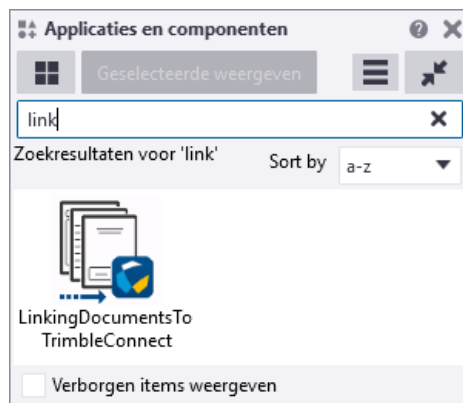 Applicaties en componenten
Geselecteerde weergeven
link
Zoekresultaten voor 'link'
Sort by
a-z
LinkingDocumentsTo
TrimbleConnect
Verborgen items weergeven